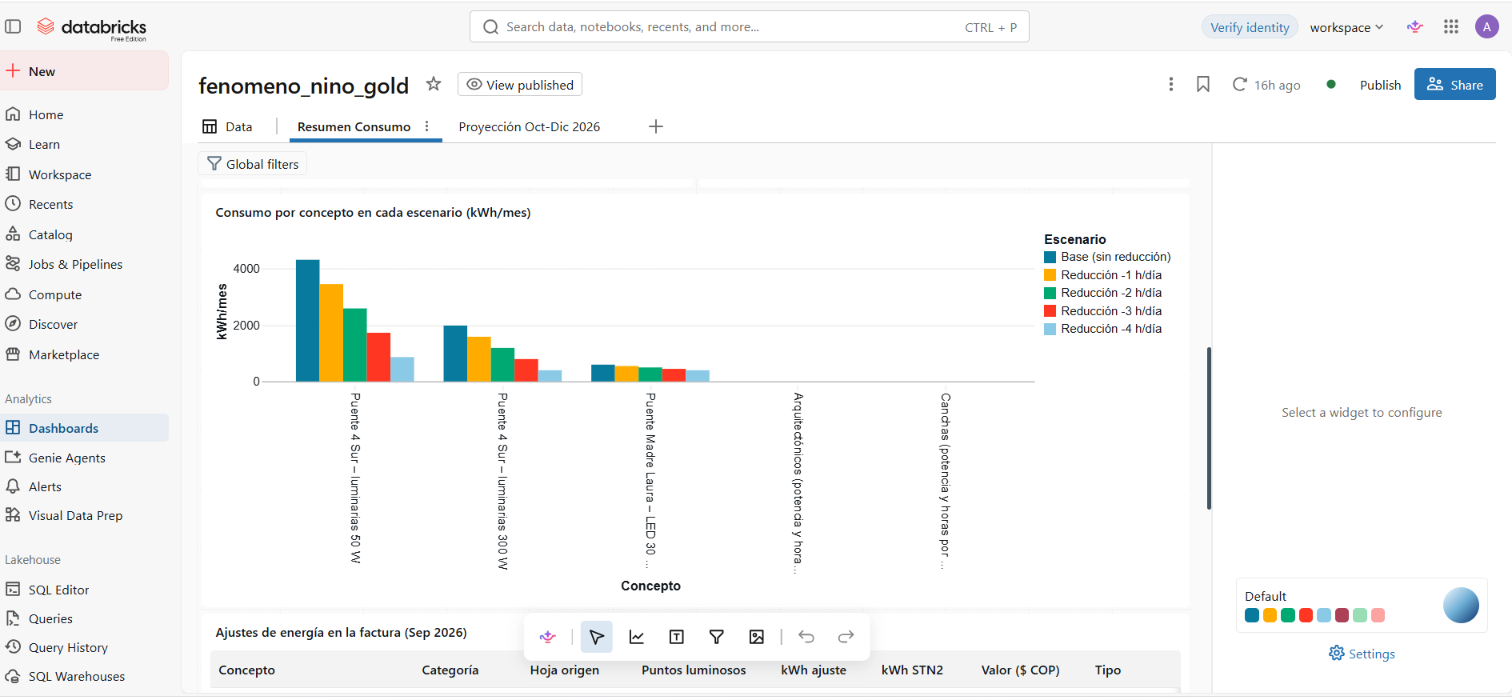 databricks
Free Edition
Search data, notebooks, recents, and more...
CTRL + P
Verify identity
workspace
A
New
Home
Learn
Workspace
Recents
Catalog
Jobs & Pipelines
Compute
Discover
Marketplace
Analytics
Dashboards
Genie Agents
Alerts
Visual Data Prep
Lakehouse
SQL Editor
Queries
Query History
SQL Warehouses
fenomeno_nino_gold
View published
16h ago
Publish
Share
Data
Resumen Consumo
Proyección Oct-Dic 2026
Global filters
Consumo por concepto en cada escenario (kWh/mes)
kWh/mes
4000
2000
0
Puente 4 Sur – luminarias 50 W
Puente 4 Sur – luminarias 300 W
Puente Madre Laura – LED 30 ...
Arquitectónicos (potencia y hora...
Canchas (potencia y horas por ...
Concepto
Escenario
Base (sin reducción)
Reducción -1 h/día
Reducción -2 h/día
Reducción -3 h/día
Reducción -4 h/día
Ajustes de energía en la factura (Sep 2026)
Concepto Categoría Hoja origen Puntos luminosos kWh ajuste kWh STN2 Valor ($ COP) Tipo
Select a widget to configure
Default
Settings